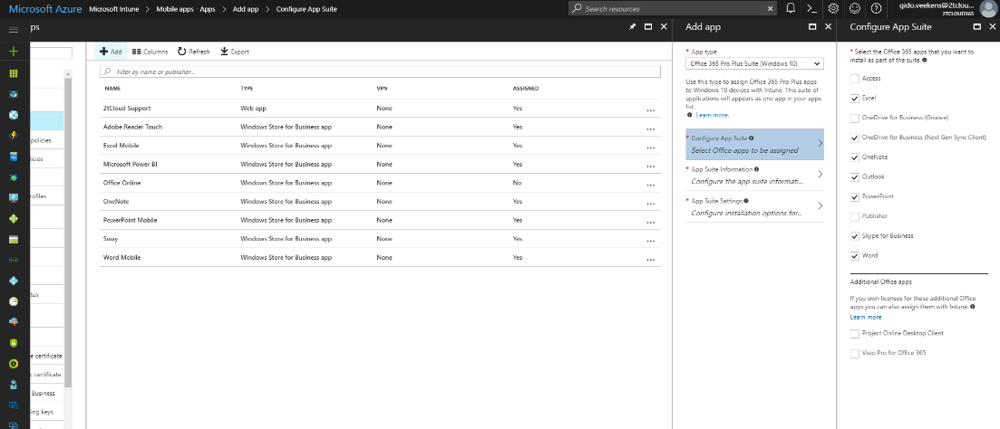 Microsoft Azure Microsoft Intune > Mobile apps - Apps > Add app > Configure App Suite
Search resources
gido.veekens@2tclou...
2TCLOUD365
ps
policies
icies
rofiles
tus
e certificate
c certificate
Business
ing keys
Add Columns Refresh Export
Filter by name or publisher...
NAME TYPE VPN ASSIGNED
2tCloud Support Web app None Yes ...
Adobe Reader Touch Windows Store for Business app None Yes ...
Excel Mobile Windows Store for Business app None Yes ...
Microsoft Power BI Windows Store for Business app None Yes ...
Office Online Windows Store for Business app None No ...
OneNote Windows Store for Business app None Yes ...
PowerPoint Mobile Windows Store for Business app None Yes ...
Sway Windows Store for Business app None Yes ...
Word Mobile Windows Store for Business app None Yes ...
Add app
* App type
Office 365 Pro Plus Suite (Windows 10)
Use this type to assign Office 365 Pro Plus apps
to Windows 10 devices with Intune. This suite of
applications will appears as one app in your apps
list.
Learn more.
* Configure App Suite
Select Office apps to be assigned
* App Suite Information
Configure the app suite informati...
* App Suite Settings
Configure installation options for...
Configure App Suite
* Select the Office 365 apps that you want to
install as part of the suite.
Access
Excel
OneDrive for Business (Groove)
OneDrive for Business (Next Gen Sync Client)
OneNote
Outlook
PowerPoint
Publisher
Skype for Business
Word
Additional Office apps
If you own licenses for these additional Office
apps you can also assign them with Intune.
Learn more
Project Online Desktop Client
Visio Pro for Office 365